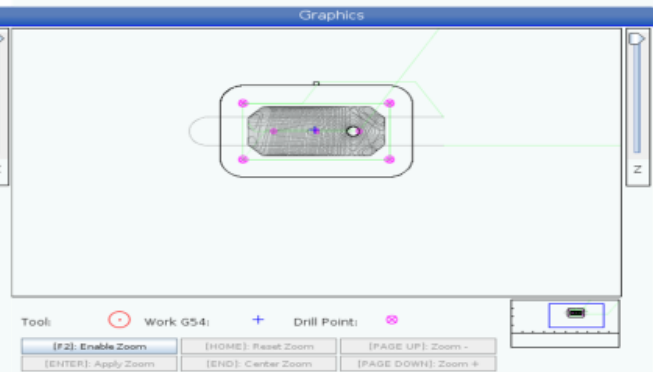 Graphics
Z
Tool: Work G54: Drill Point:
[F2]: Enable Zoom [HOME]: Reset Zoom [PAGE UP]: Zoom -
[ENTER]: Apply Zoom [END]: Center Zoom [PAGE DOWN]: Zoom +